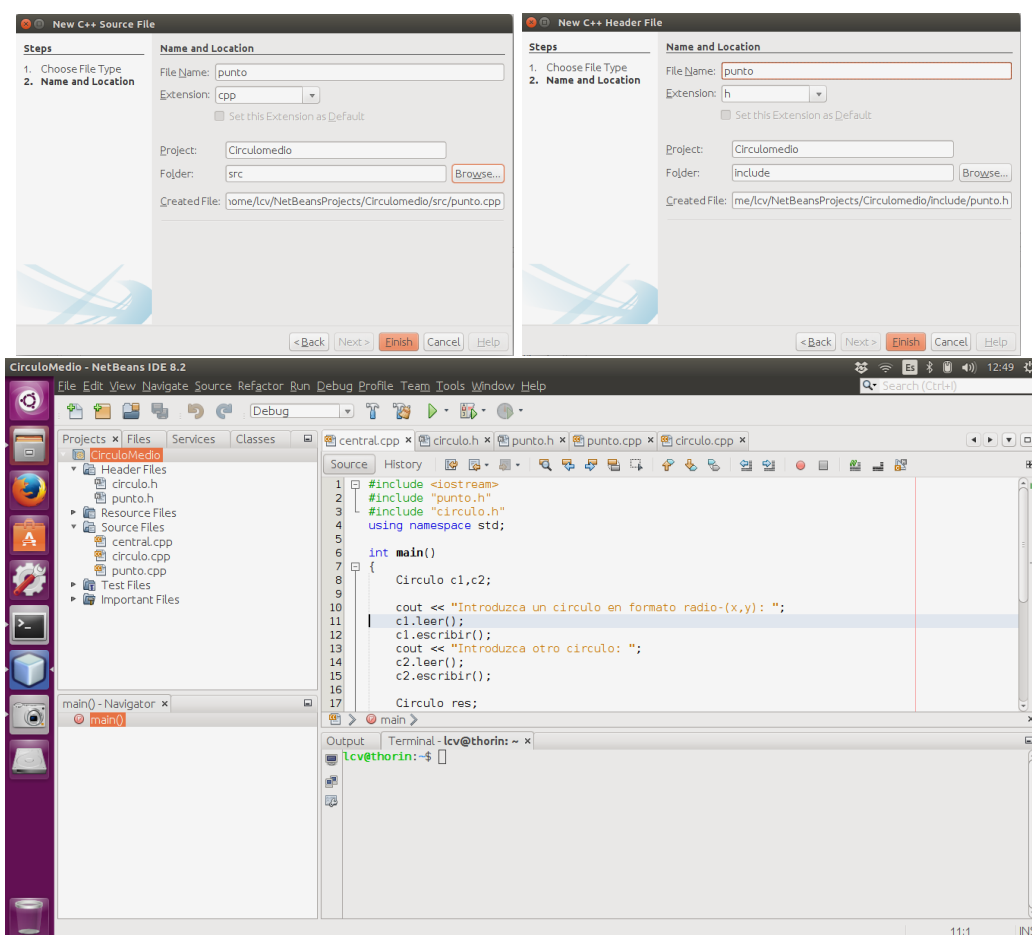 New C++ Source File
Steps
1. Choose File Type
2. Name and Location
Name and Location
File Name: punto
Extension: cpp
Set this Extension as Default
Project: Circulomedio
Folder: src Browse...
Created File: home/lcv/NetBeansProjects/Circulomedio/src/punto.cpp
< Back Next > Finish Cancel Help
New C++ Header File
Steps
1. Choose File Type
2. Name and Location
Name and Location
File Name: punto
Extension: h
Set this Extension as Default
Project: Circulomedio
Folder: include Browse...
Created File: me/lcv/NetBeansProjects/Circulomedio/include/punto.h
< Back Next > Finish Cancel Help
CirculoMedio - NetBeans IDE 8.2 Es 12:49
File Edit View Navigate Source Refactor Run Debug Profile Team Tools Window Help Search (Ctrl+I)
Debug
Projects × Files Services Classes
CirculoMedio
Header Files
circulo.h
punto.h
Resource Files
Source Files
central.cpp
circulo.cpp
punto.cpp
Test Files
Important Files
main() - Navigator ×
main()
central.cpp × circulo.h × punto.h × punto.cpp × circulo.cpp ×
Source History
1 #include <iostream>
2 #include "punto.h"
3 #include "circulo.h"
4 using namespace std;
5
6 int main()
7 {
8 Circulo c1,c2;
9
10 cout << "Introduzca un circulo en formato radio-(x,y): ";
11 c1.leer();
12 c1.escribir();
13 cout << "Introduzca otro circulo: ";
14 c2.leer();
15 c2.escribir();
16
17 Circulo res;
main
Output Terminal - lcv@thorin: ~ ×
lcv@thorin:~$
11:1 INS